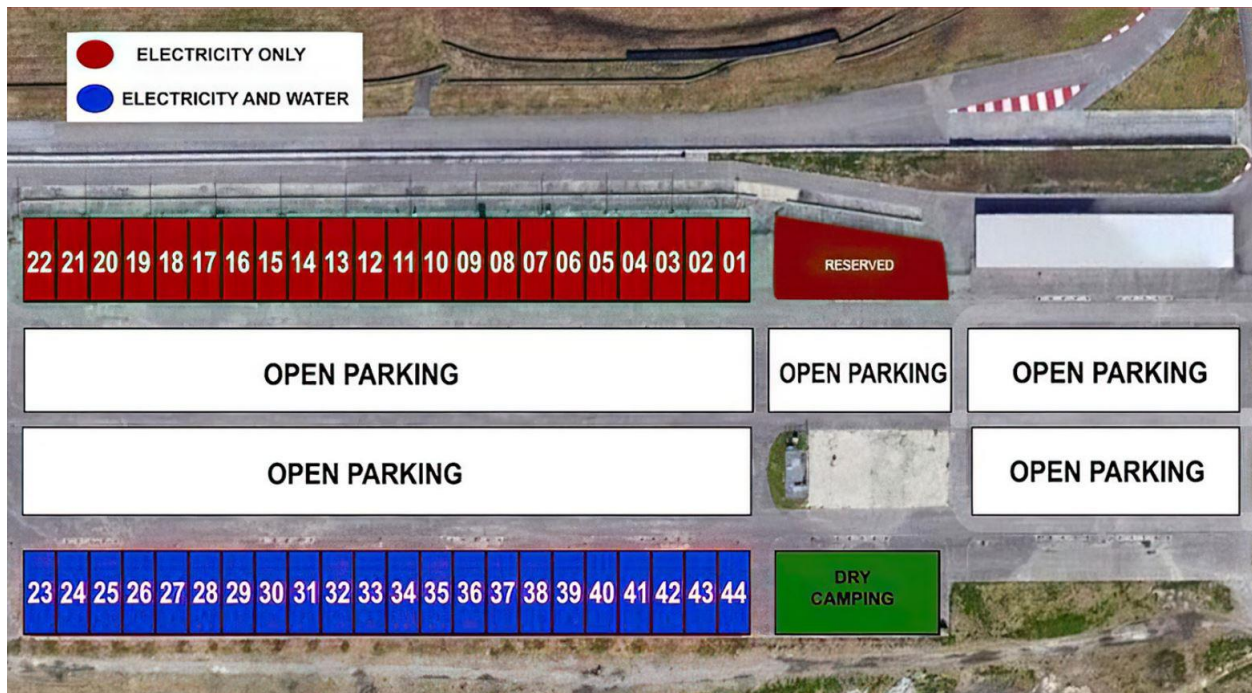 ELECTRICITY ONLY
ELECTRICITY AND WATER
22 21 20 19 18 17 16 15 14 13 12 11 10 09 08 07 06 05 04 03 02 01
RESERVED
OPEN PARKING OPEN PARKING OPEN PARKING
OPEN PARKING OPEN PARKING
23 24 25 26 27 28 29 30 31 32 33 34 35 36 37 38 39 40 41 42 43 44
DRY
CAMPING